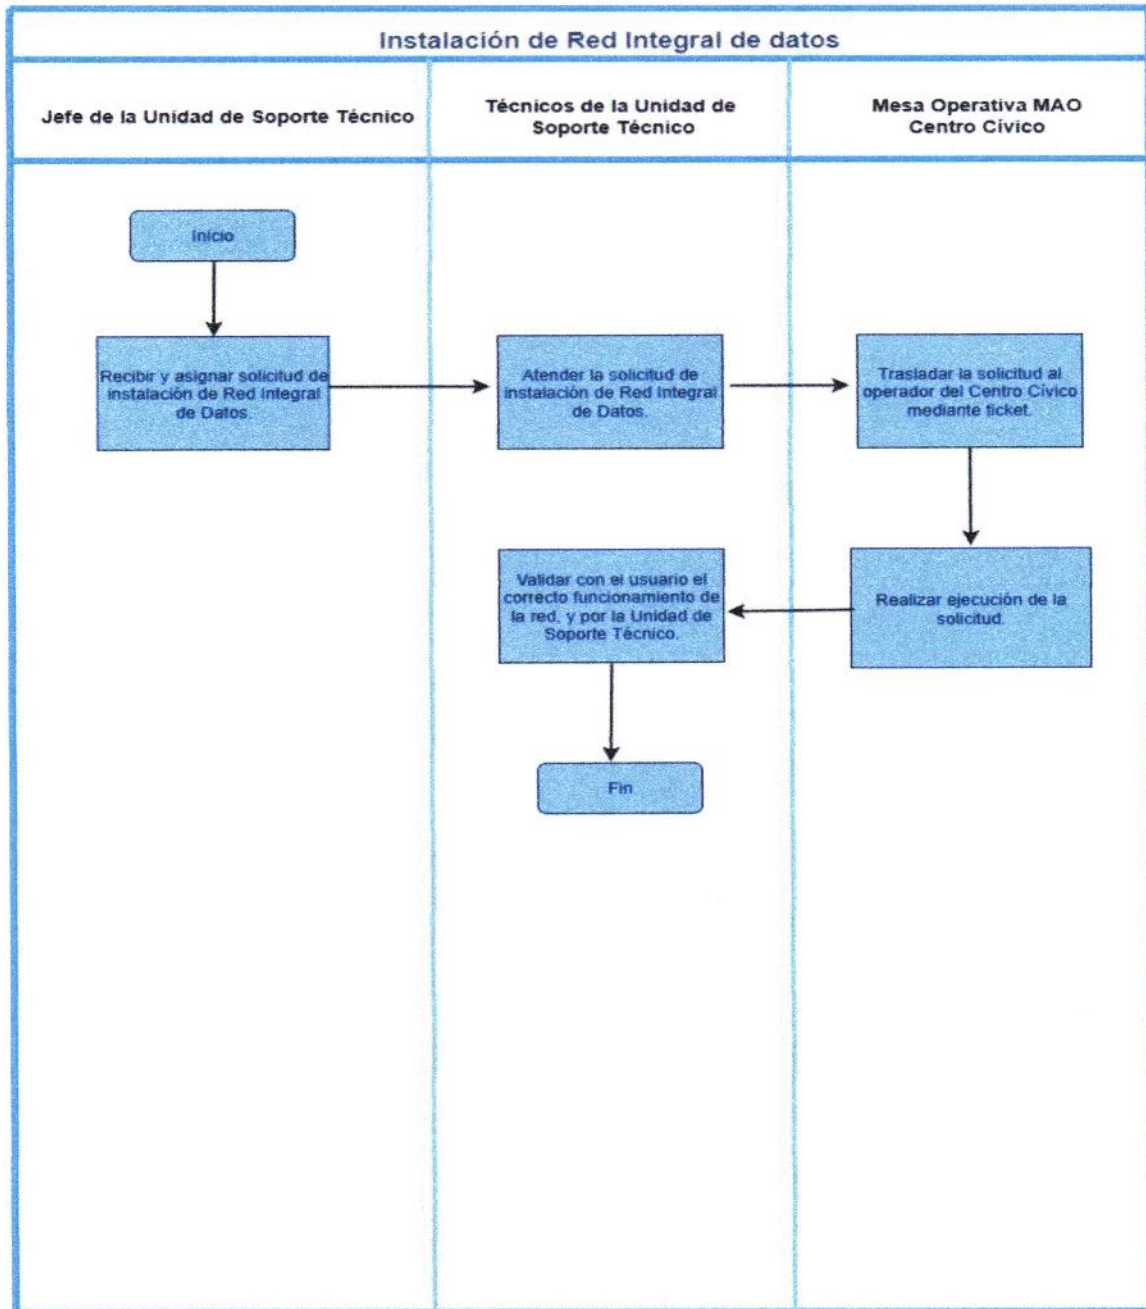 Instalación de Red Integral de datos
Jefe de la Unidad de Soporte Técnico
Técnicos de la Unidad de
Soporte Técnico
Mesa Operativa MAO
Centro Cívico
Inicio
Recibir y asignar solicitud de
instalación de Red Integral
de Datos.
Atender la solicitud de
instalación de Red Integral
de Datos.
Trasladar la solicitud al
operador del Centro Cívico
mediante ticket.
Realizar ejecución de la
solicitud.
Validar con el usuario el
correcto funcionamiento de
la red, y por la Unidad de
Soporte Técnico.
Fin